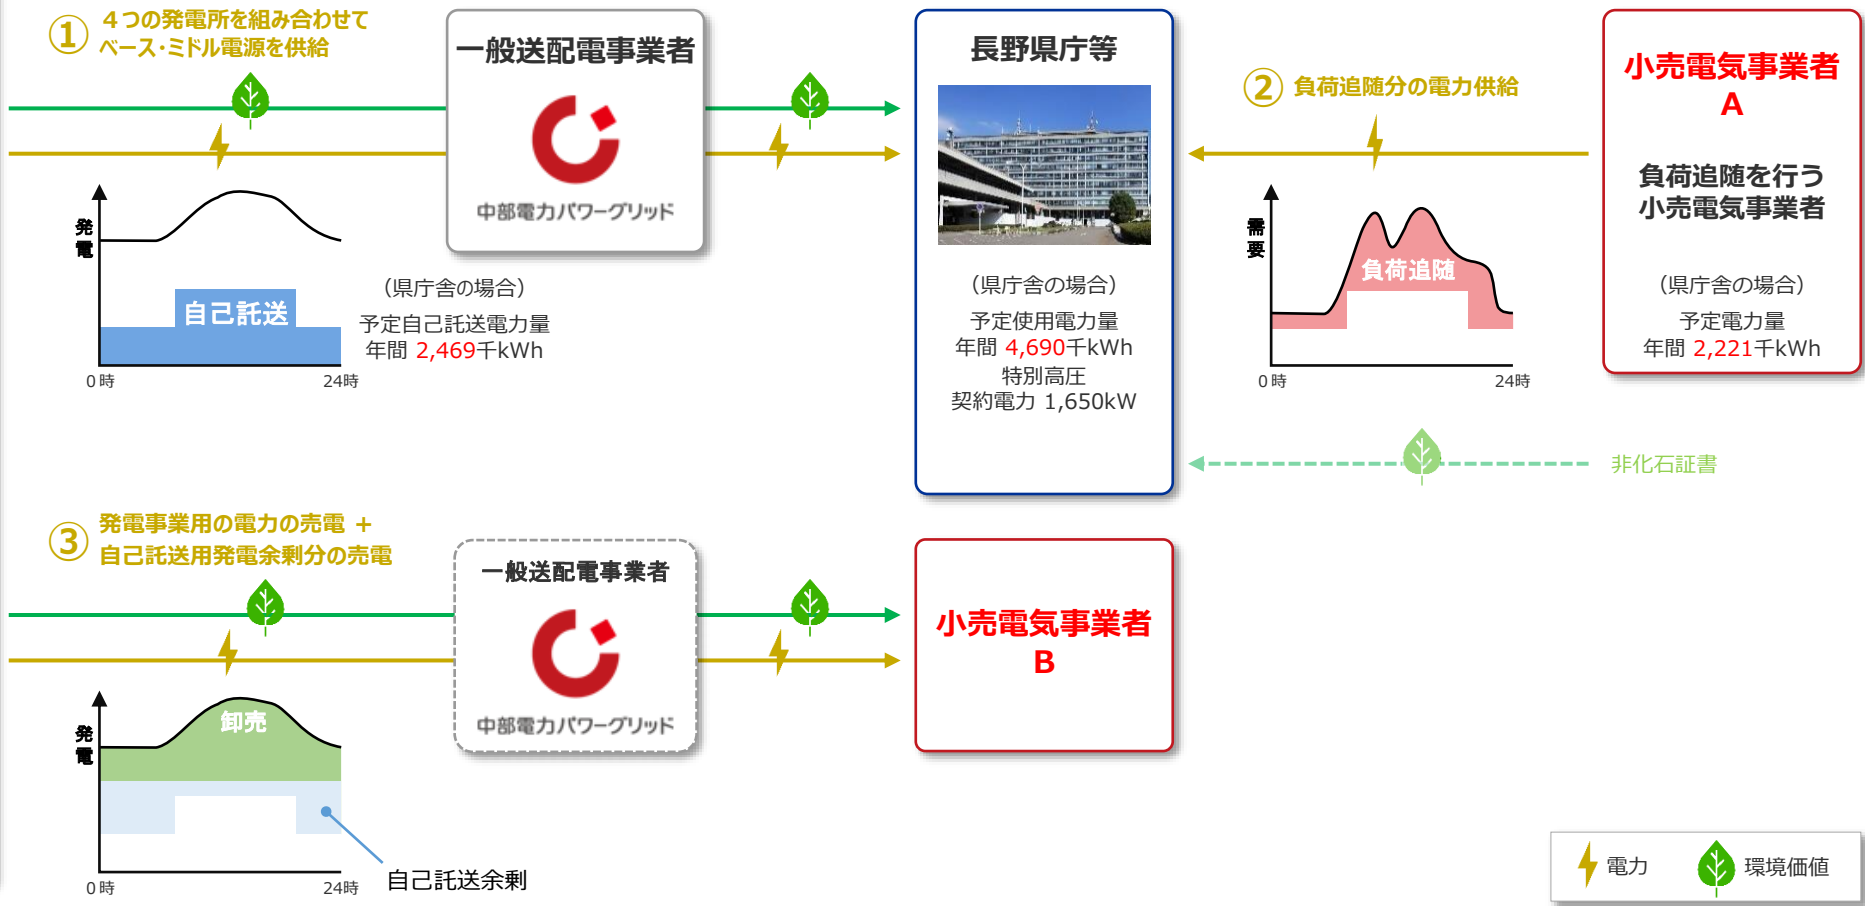 ① ４つの発電所を組み合わせて
ベース・ミドル電源を供給
一般送配電事業者
中部電力パワーグリッド
発電
自己託送
0時
24時
（県庁舎の場合）
予定自己託送電力量
年間 2,469千kWh
長野県庁等
（県庁舎の場合）
予定使用電力量
年間 4,690千kWh
特別高圧
契約電力 1,650kW
② 負荷追随分の電力供給
需要
負荷追随
0時
24時
小売電気事業者
A
負荷追随を行う
小売電気事業者
（県庁舎の場合）
予定電力量
年間 2,221千kWh
非化石証書
③ 発電事業用の電力の売電 +
自己託送用発電余剰分の売電
一般送配電事業者
中部電力パワーグリッド
発電
卸売
0時
24時
自己託送余剰
小売電気事業者
B
電力
環境価値